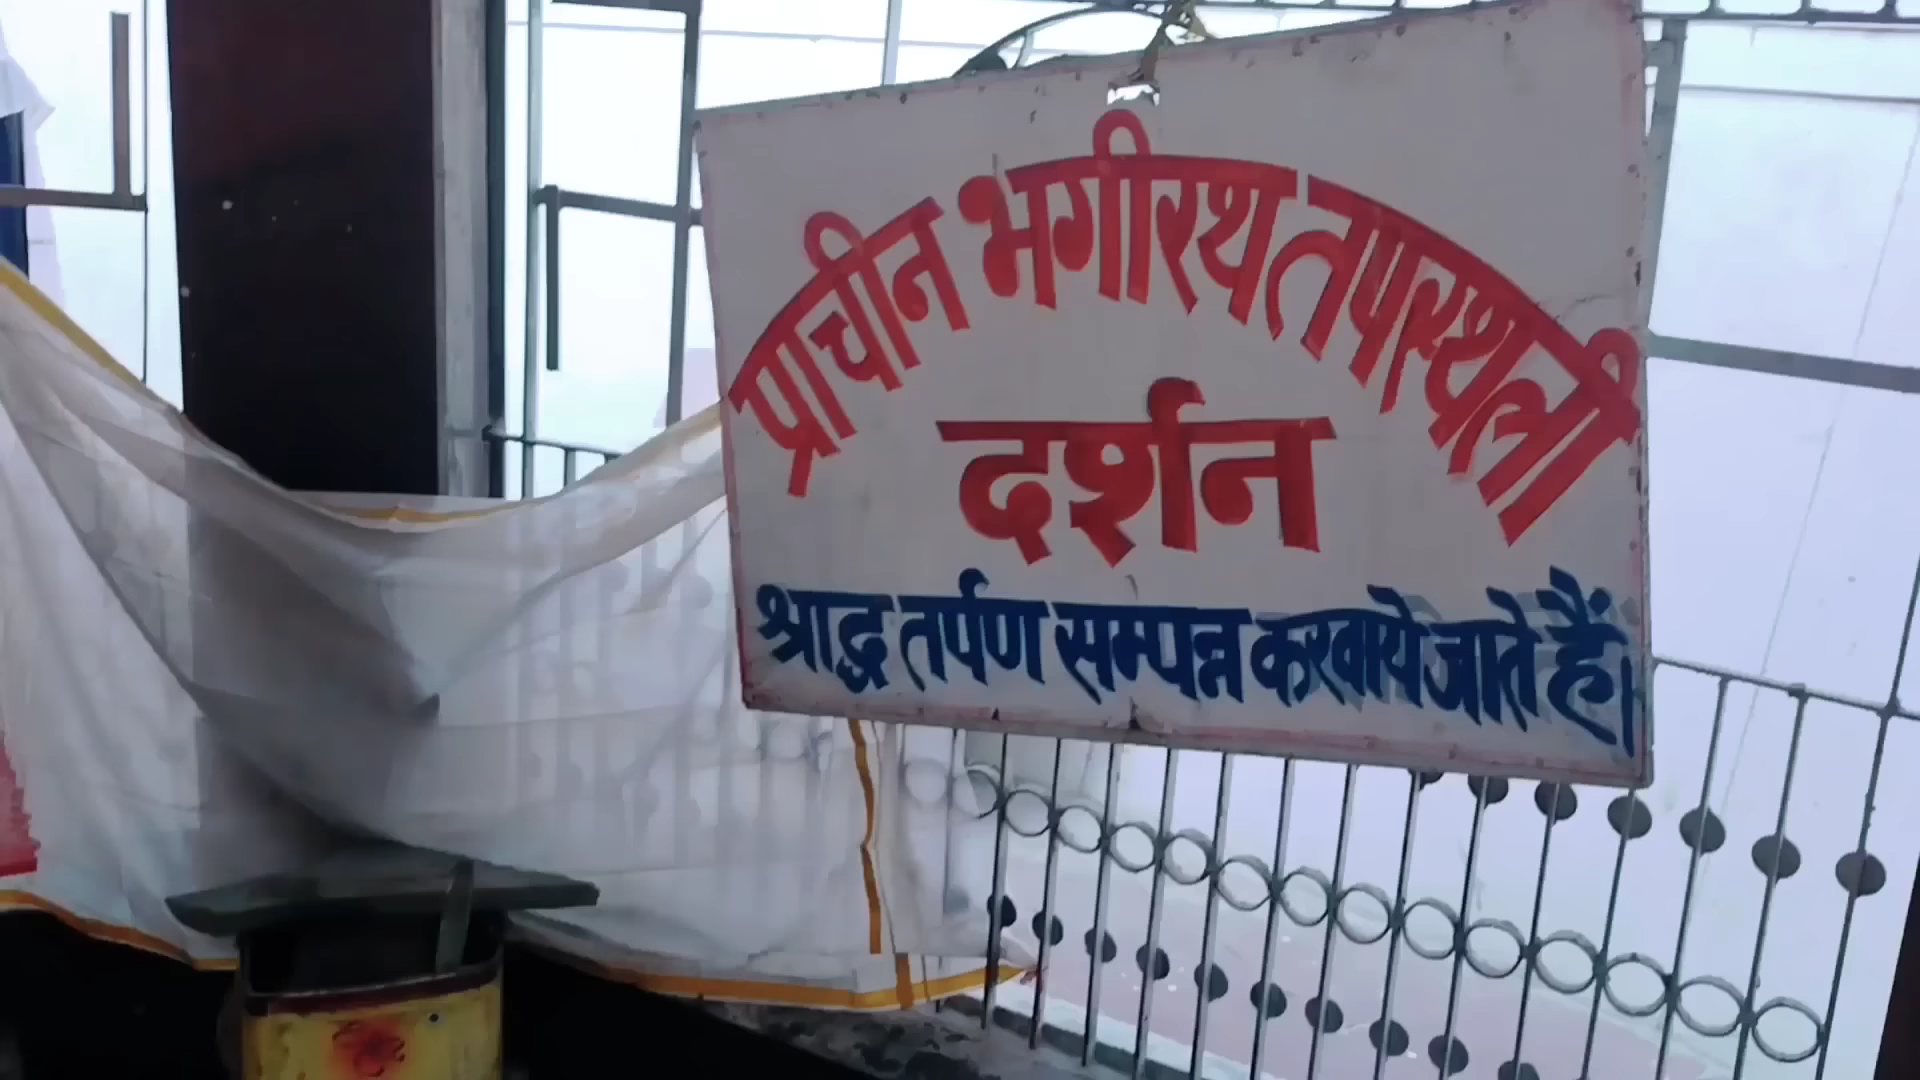 प्राचीन भगीरथ तपस्थली
दर्शन
श्राद्ध तर्पण सम्पन्न करवाये जाते हैं।